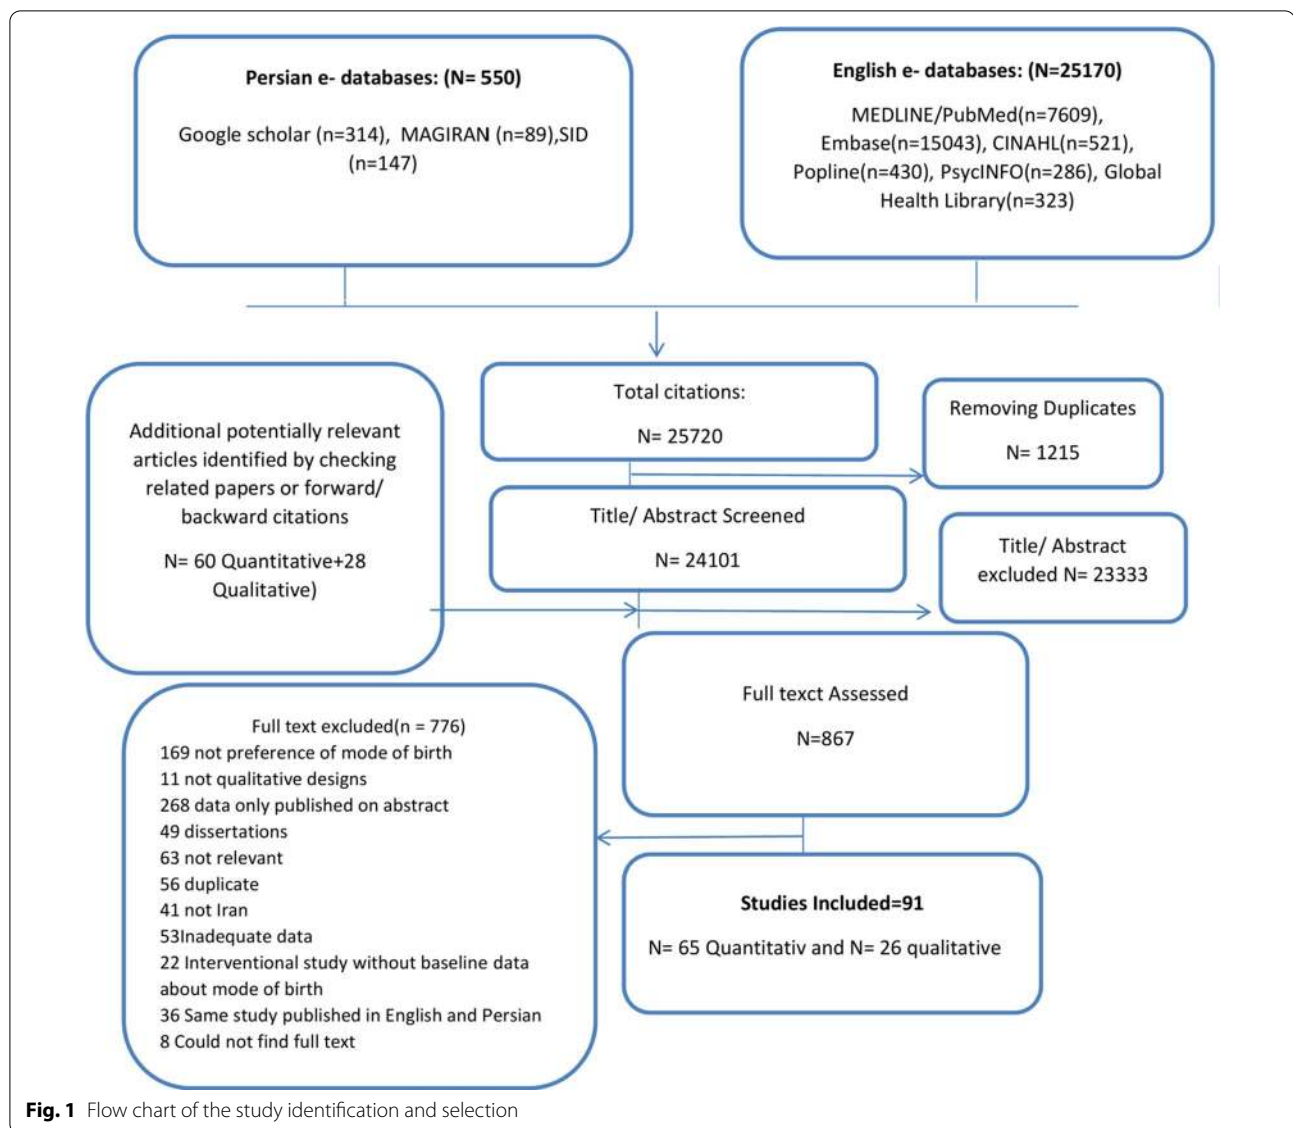 Persian e- databases: (N= 550)
Google scholar (n=314), MAGIRAN (n=89),SID
(n=147)
English e- databases: (N=25170)
MEDLINE/PubMed(n=7609),
Embase(n=15043), CINAHL(n=521),
Popline(n=430), PsycINFO(n=286), Global
Health Library(n=323)
Total citations:
N= 25720
Removing Duplicates
N= 1215
Additional potentially relevant
articles identified by checking
related papers or forward/
backward citations
N= 60 Quantitative+28
Qualitative)
Title/ Abstract Screened
N= 24101
Title/ Abstract
excluded N= 23333
Full texct Assessed
N=867
Full text excluded(n = 776)
169 not preference of mode of birth
11 not qualitative designs
268 data only published on abstract
49 dissertations
63 not relevant
56 duplicate
41 not Iran
53Inadequate data
22 Interventional study without baseline data
about mode of birth
36 Same study published in English and Persian
8 Could not find full text
Studies Included=91
N= 65 Quantitativ and N= 26 qualitative
Fig. 1 Flow chart of the study identification and selection